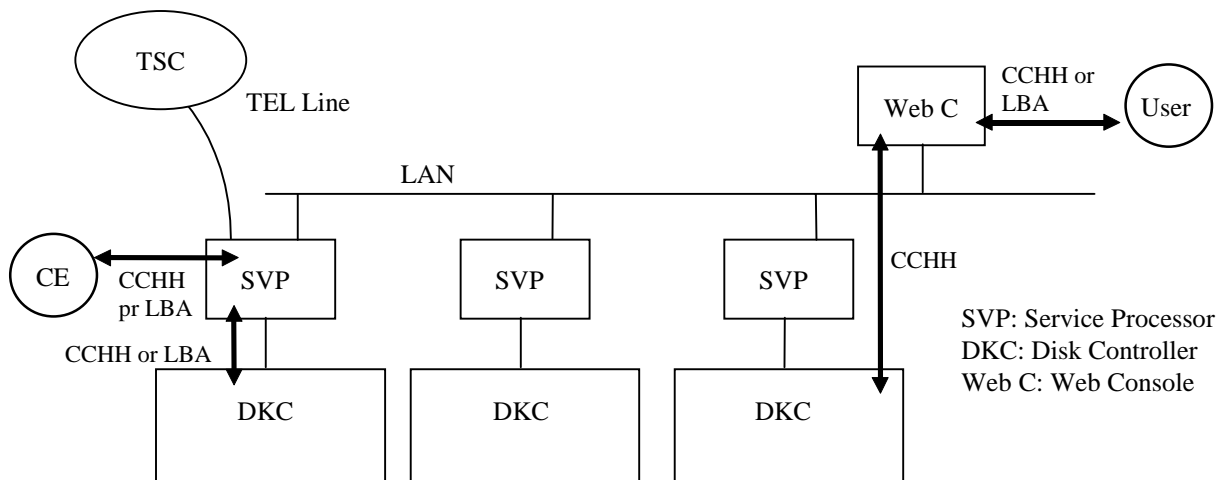 TSC
TEL Line
CCHH or
LBA
Web C
User
LAN
CE
CCHH
pr LBA
SVP
SVP
SVP
CCHH
CCHH or LBA
SVP: Service Processor
DKC: Disk Controller
Web C: Web Console
DKC
DKC
DKC